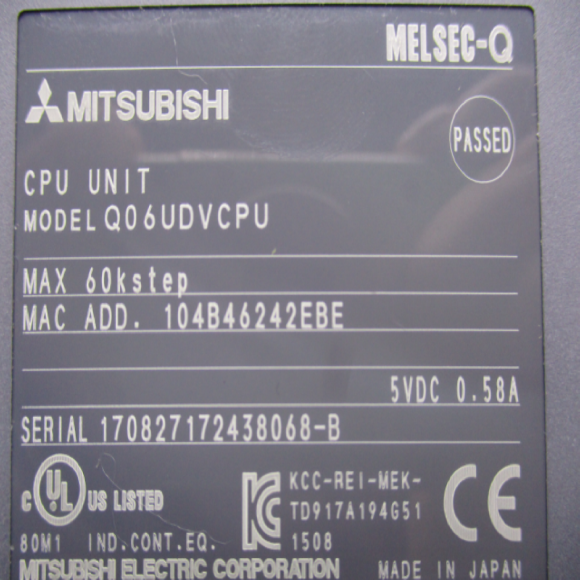 MELSEC-Q
MITSUBISHI
PASSED
CPU UNIT
MODEL Q06UDVCPU
MAX 60kstep
MAC ADD. 104B46242EBE
5VDC 0.58A
SERIAL 170827172438068-B
C UL US LISTED
80M1 IND.CONT.EQ.
KCC-REI-MEK-
TD917A194G51
1508
CE
MITSUBISHI ELECTRIC CORPORATION MADE IN JAPAN